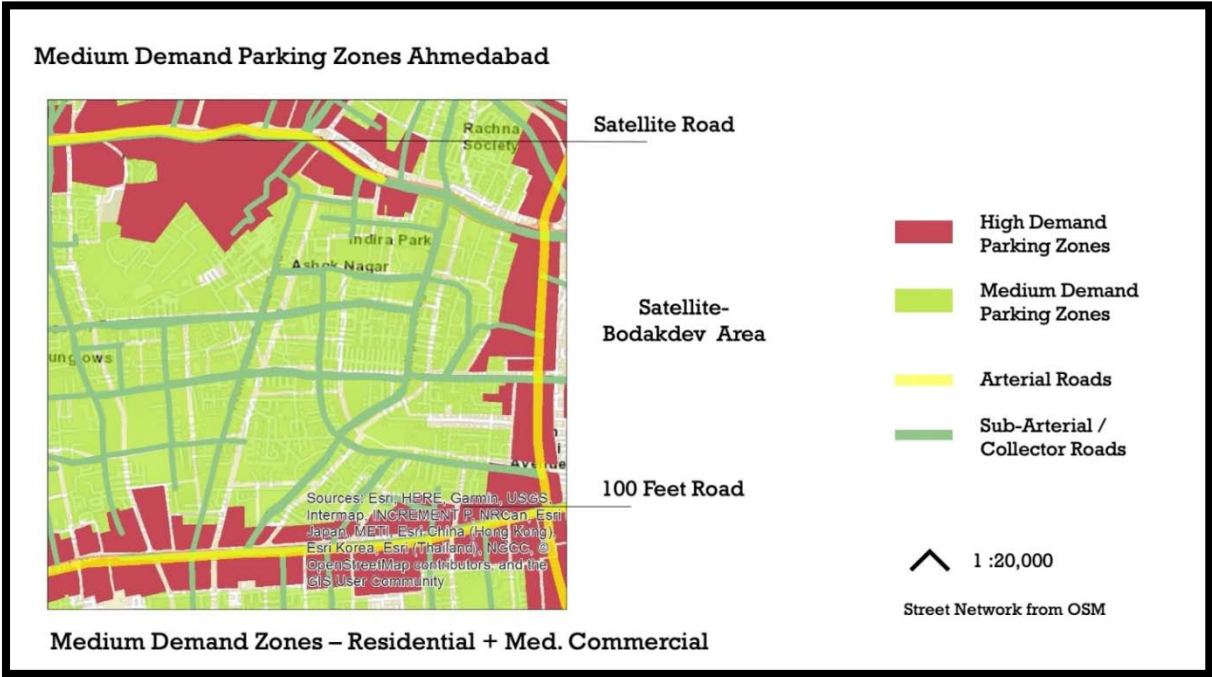 Medium Demand Parking Zones Ahmedabad
Rachna
Society
Satellite Road
Indira Park
Ashok Nagar
unglows
Avenue
Satellite-
Bodakdev Area
100 Feet Road
Sources: Esri, HERE, Garmin, USGS,
Intermap, INCREMENT P, NRCan, Esri
Japan, METI, Esri China (Hong Kong),
Esri Korea, Esri (Thailand), NGCC, ©
OpenStreetMap contributors, and the
GIS User Community
High Demand
Parking Zones
Medium Demand
Parking Zones
Arterial Roads
Sub-Arterial /
Collector Roads
1 :20,000
Street Network from OSM
Medium Demand Zones – Residential + Med. Commercial